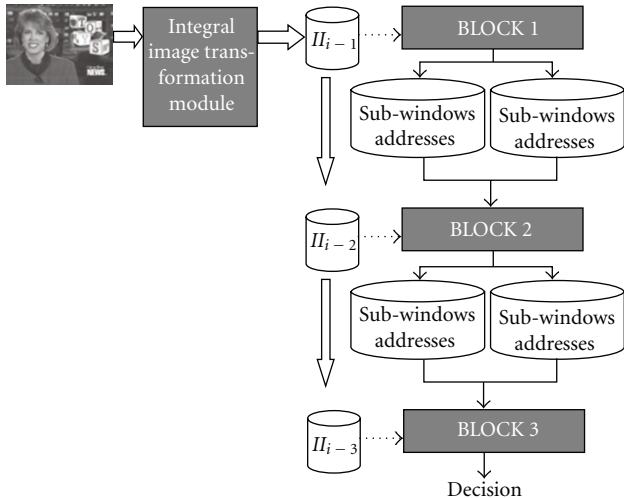 Integral
image trans-
formation
module
II_{i-1}
BLOCK 1
Sub-windows
addresses
Sub-windows
addresses
II_{i-2}
BLOCK 2
Sub-windows
addresses
Sub-windows
addresses
II_{i-3}
BLOCK 3
Decision
NEWS